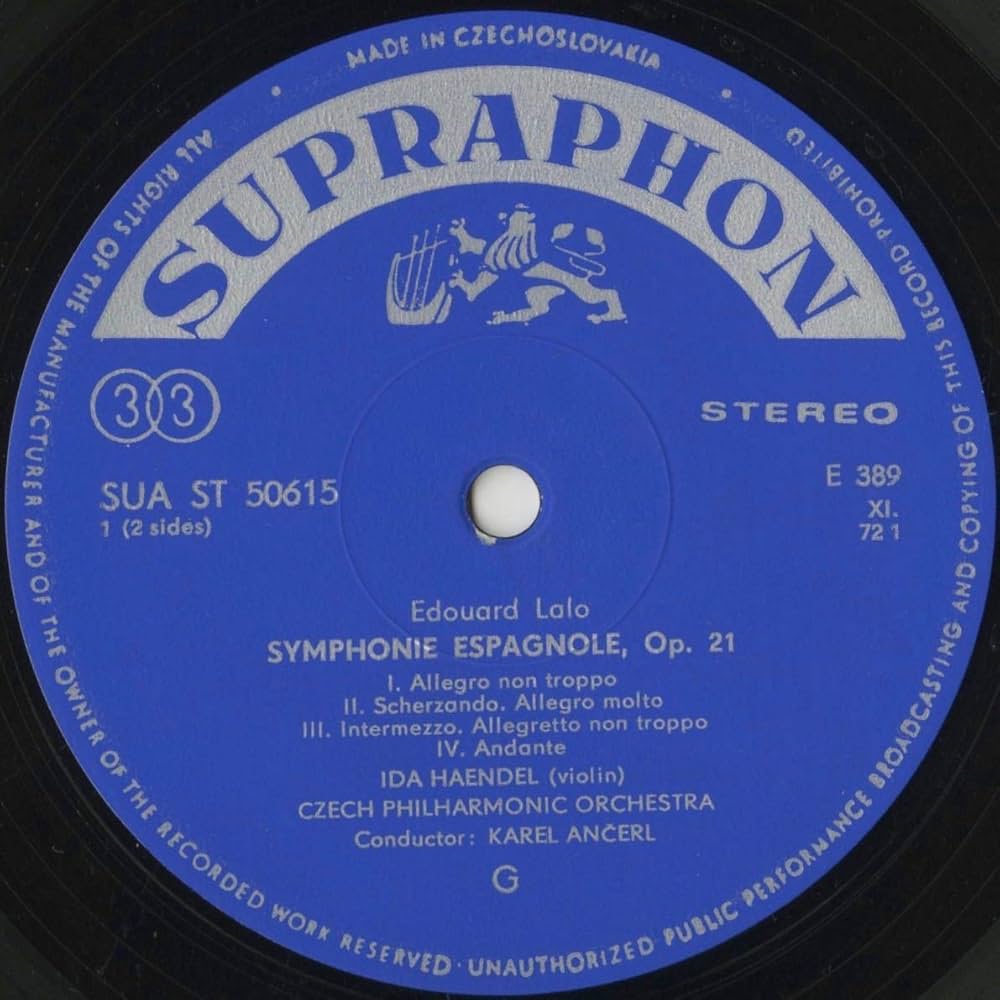 MADE IN CZECHOSLOVAKIA
SUPRAPHON
33
STEREO
SUA ST 50615
E 389
1 (2 sides)
XI.
72 1
Edouard Lalo
SYMPHONIE ESPAGNOLE, Op. 21
I. Allegro non troppo
II. Scherzando. Allegro molto
III. Intermezzo. Allegretto non troppo
IV. Andante
IDA HAENDEL (violin)
CZECH PHILHARMONIC ORCHESTRA
Conductor: KAREL ANČERL
G
ALL RIGHTS OF THE MANUFACTURER AND OF THE OWNER OF THE RECORDED WORK RESERVED · UNAUTHORIZED PUBLIC PERFORMANCE BROADCASTING AND COPYING OF THIS RECORD PROHIBITED